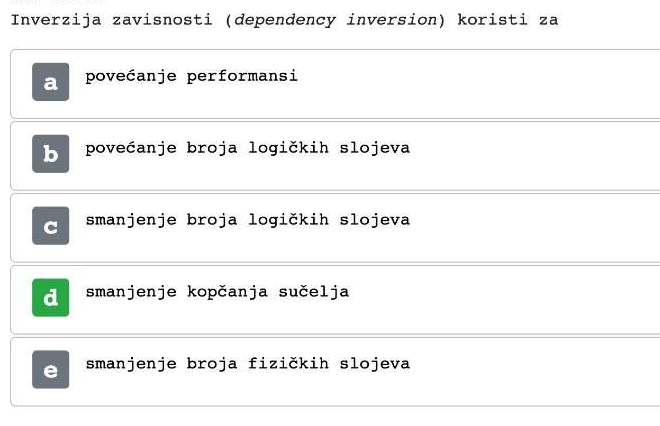 Inverzija zavisnosti (dependency inversion) koristi za
a povećanje performansi
b povećanje broja logičkih slojeva
c smanjenje broja logičkih slojeva
d smanjenje kopčanja sučelja
e smanjenje broja fizičkih slojeva